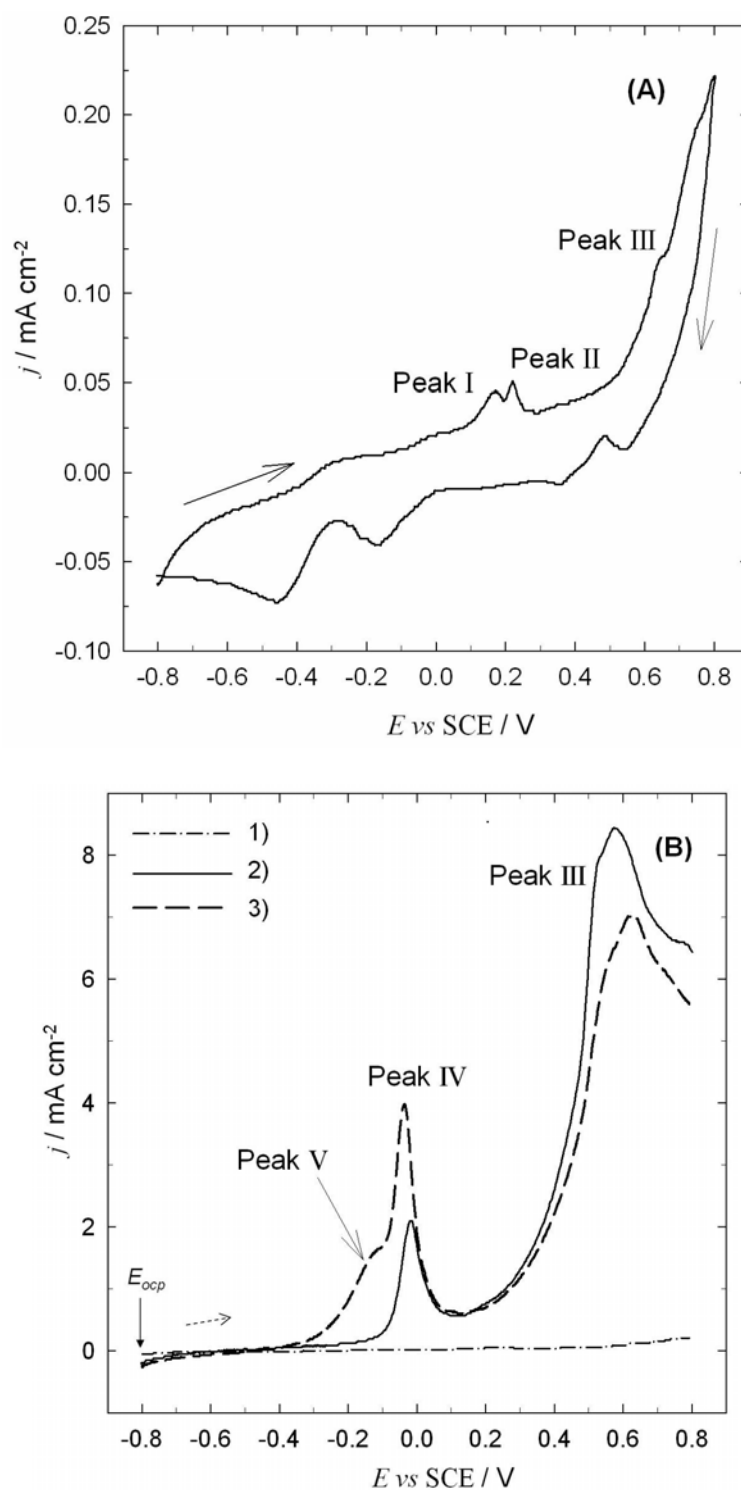 0.25
(A)
0.20
0.15
Peak III
0.10
j / mA cm⁻²
Peak II
0.05
Peak I
0.00
-0.05
-0.10
-0.8 -0.6 -0.4 -0.2 0.0 0.2 0.4 0.6 0.8
E vs SCE / V
1)
(B)
2)
3)
8
Peak III
6
j / mA cm⁻²
Peak IV
4
Peak V
2
Eocp
0
-0.8 -0.6 -0.4 -0.2 0.0 0.2 0.4 0.6 0.8
E vs SCE / V